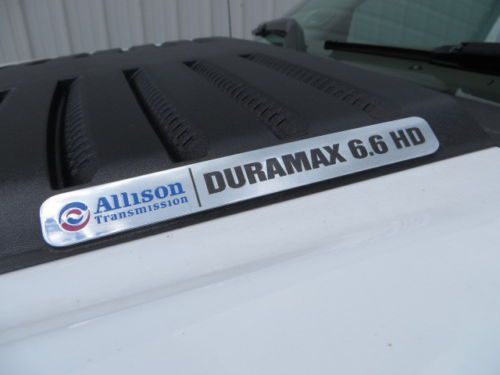 Allison DURAMAX 6.6 HD
Transmission